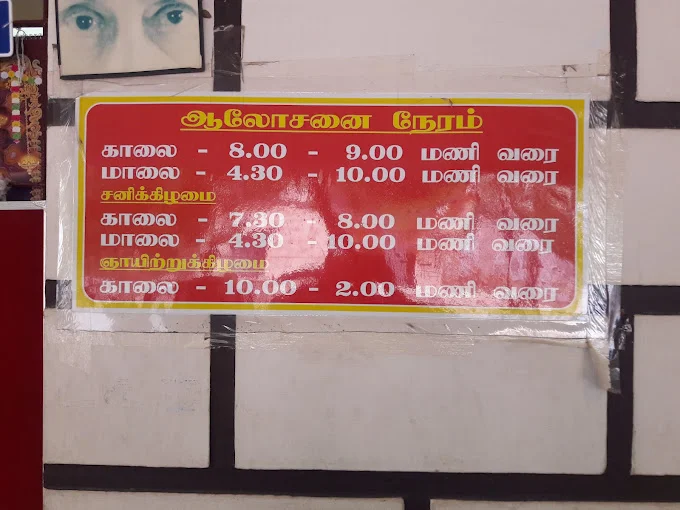 ஆலோசனை நேரம்
காலை - 8.00 - 9.00 மணி வரை
மாலை - 4.30 - 10.00 மணி வரை
சனிக்கிழமை
காலை - 7.30 - 8.00 மணி வரை
மாலை - 4.30 - 10.00 மணி வரை
ஞாயிற்றுக்கிழமை
காலை - 10.00 - 2.00 மணி வரை